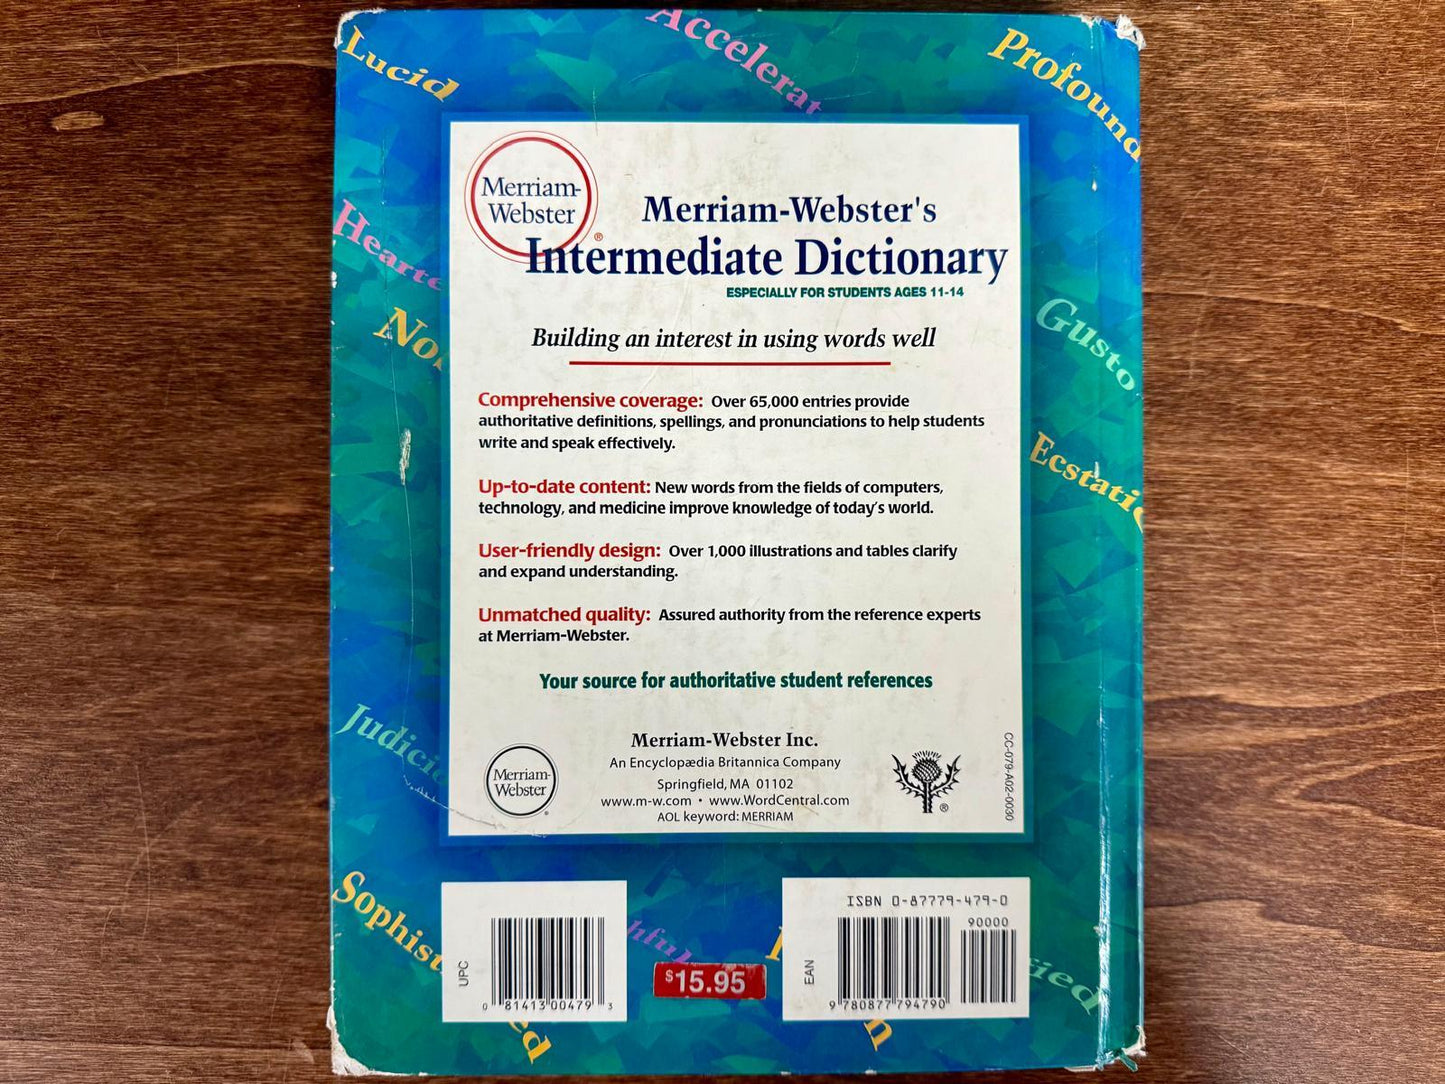 Lucid
Accelerat
Profound
Merriam-
Webster
®
Merriam-Webster's
Intermediate Dictionary
ESPECIALLY FOR STUDENTS AGES 11-14
Hearte
No
Gusto
Building an interest in using words well
Comprehensive coverage: Over 65,000 entries provide
authoritative definitions, spellings, and pronunciations to help students
write and speak effectively.
Ecstatic
Up-to-date content: New words from the fields of computers,
technology, and medicine improve knowledge of today's world.
User-friendly design: Over 1,000 illustrations and tables clarify
and expand understanding.
Unmatched quality: Assured authority from the reference experts
at Merriam-Webster.
Your source for authoritative student references
Judicio
Merriam-
Webster
®
Merriam-Webster Inc.
An Encyclopædia Britannica Company
Springfield, MA 01102
www.m-w.com • www.WordCentral.com
AOL keyword: MERRIAM
®
CC-079-A02-0030
Sophist
ed
hful
fied
n
UPC
0 81413 00479 3
$15.95
ISBN 0-87779-479-0
90000
EAN
9 780877 794790